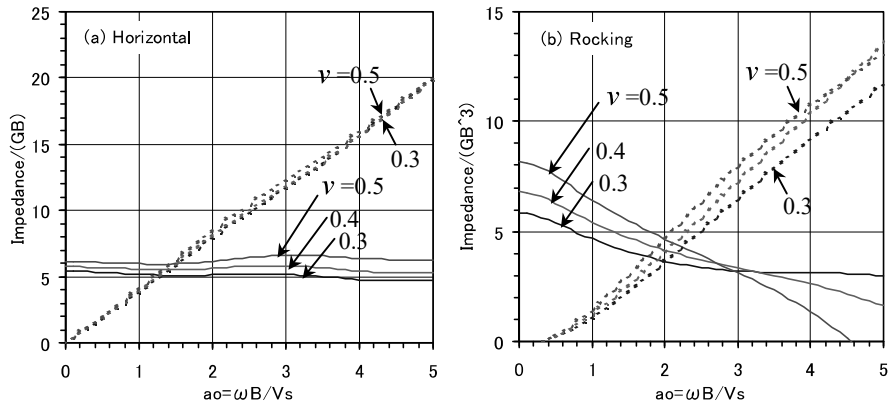 (a) Horizontal
Impedance/(GB)
25
20
15
10
5
0
ν=0.5
0.3
ν=0.5
0.4
0.3
0 1 2 3 4 5
ao=ωB/Vs
(b) Rocking
Impedance/(GB^3)
15
10
5
0
ν=0.5
0.4
0.3
ν=0.5
0.3
0 1 2 3 4 5
ao=ωB/Vs